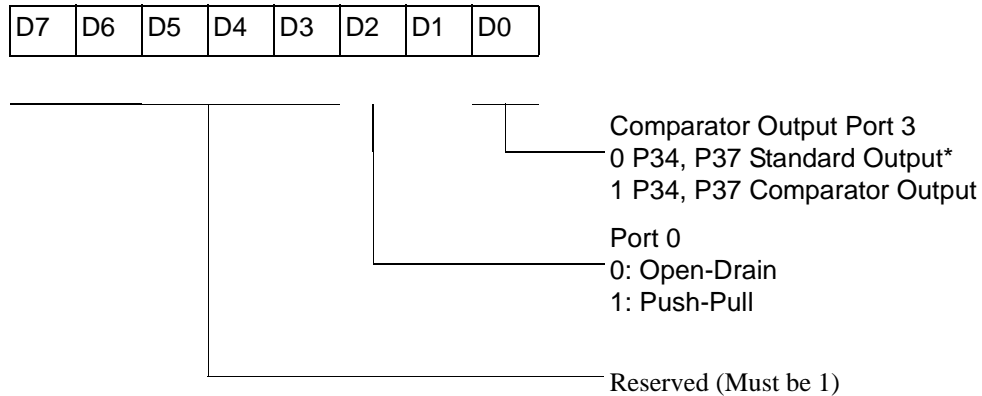 D7 D6 D5 D4 D3 D2 D1 D0
Comparator Output Port 3
0 P34, P37 Standard Output*
1 P34, P37 Comparator Output
Port 0
0: Open-Drain
1: Push-Pull
Reserved (Must be 1)